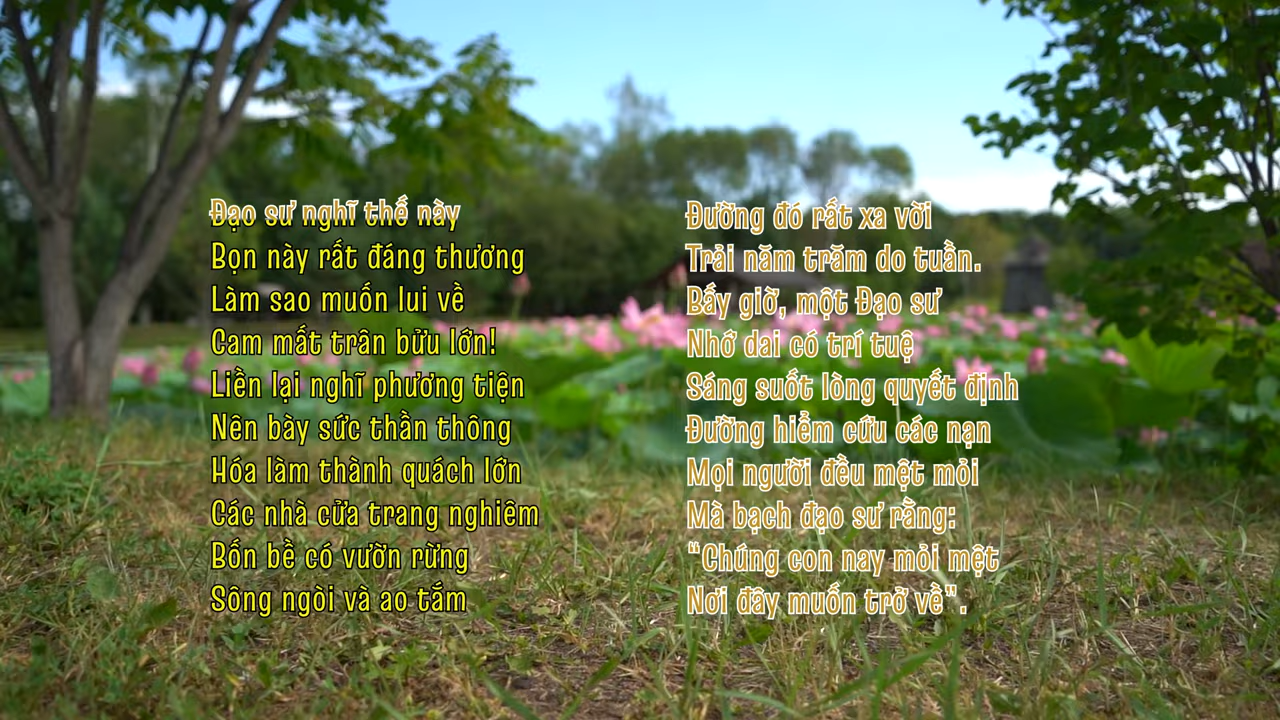 Đạo sư nghĩ thế này
Bọn này rất đáng thương
Làm sao muốn lui về
Cam mất trân bửu lớn!
Liền lại nghĩ phương tiện
Nên bày sức thần thông
Hóa làm thành quách lớn
Các nhà cửa trang nghiêm
Bốn bề có vườn rừng
Sông ngòi và ao tắm
Đường đó rất xa vời
Trải năm trăm do tuần.
Bấy giờ, một Đạo sư
Nhớ dai có trí tuệ
Sáng suốt lòng quyết định
Đường hiểm cứu các nạn
Mọi người đều mệt mỏi
Mà bạch đạo sư rằng:
“Chúng con nay mỏi mệt
Nơi đây muốn trở về”.